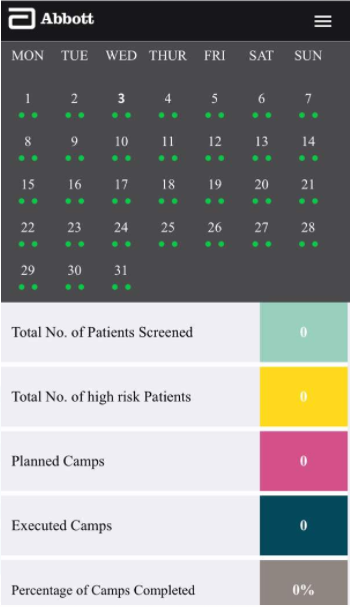 Abbott
MON TUE WED THUR FRI SAT SUN
1 2 3 4 5 6 7
8 9 10 11 12 13 14
15 16 17 18 19 20 21
22 23 24 25 26 27 28
29 30 31
Total No. of Patients Screened 0
Total No. of high risk Patients 0
Planned Camps 0
Executed Camps 0
Percentage of Camps Completed 0%